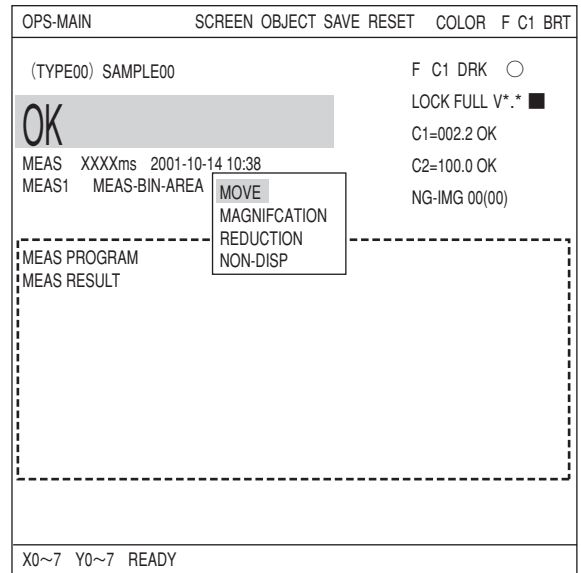 OPS-MAIN SCREEN OBJECT SAVE RESET COLOR F C1 BRT
(TYPE00) SAMPLE00
F C1 DRK ○
LOCK FULL V*.* ■
OK
C1=002.2 OK
MEAS XXXXms 2001-10-14 10:38
C2=100.0 OK
MEAS1 MEAS-BIN-AREA
NG-IMG 00(00)
MOVE
MAGNIFCATION
REDUCTION
NON-DISP
MEAS PROGRAM
MEAS RESULT
X0~7 Y0~7 READY